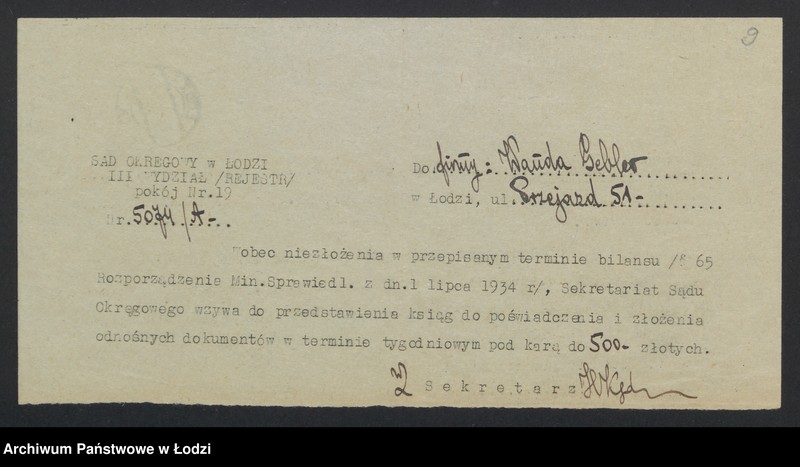 9
SĄD OKRĘGOWY w ŁODZI
III WYDZIAŁ /REJESTR/
pokój Nr.19
Nr. 5074/A-
Do firmy: Wanda Gebler
w Łodzi, ul. Przejazd 51-
Wobec niezłożenia w przepisanym terminie bilansu /§ 65
Rozporządzenia Min.Sprawiedl. z dn.1 lipca 1934 r/, Sekretariat Sądu
Okręgowego wzywa do przedstawienia ksiąg do poświadczenia i złożenia
odnośnych dokumentów w terminie tygodniowym pod karą do 500- złotych.
Sekretarz
Archiwum Państwowe w Łodzi